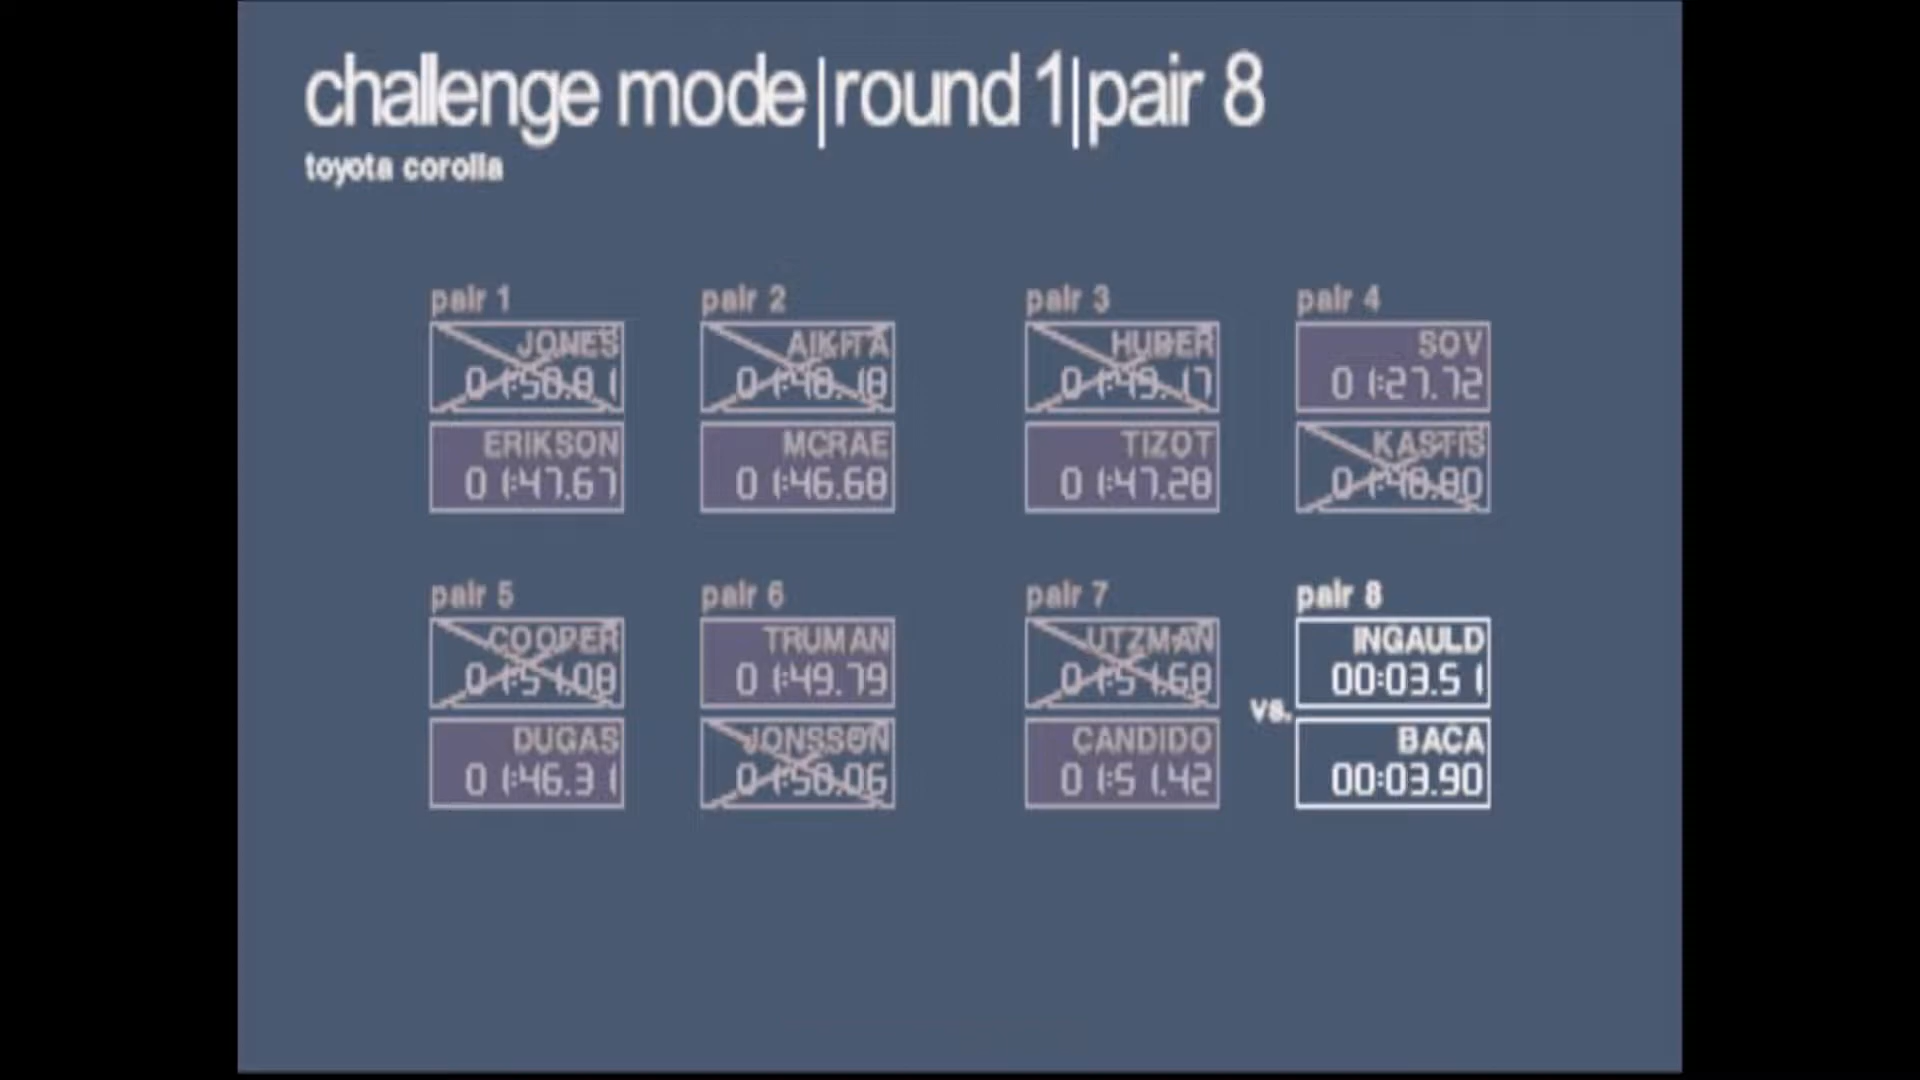 challenge mode|round 1|pair 8
toyota corolla
pair 1
JONES
01:50.81
ERIKSON
01:47.67
pair 2
AIKITA
01:48.18
MCRAE
01:46.68
pair 3
HUBER
01:49.17
TIZOT
01:47.28
pair 4
SOV
01:27.72
KASTIS
01:48.80
pair 5
COOPER
01:51.08
DUGAS
01:46.31
pair 6
TRUMAN
01:49.79
JONSSON
01:50.06
pair 7
UTZMAN
01:51.68
CANDIDO
01:51.42
vs.
pair 8
INGAULD
00:03.51
BACA
00:03.90